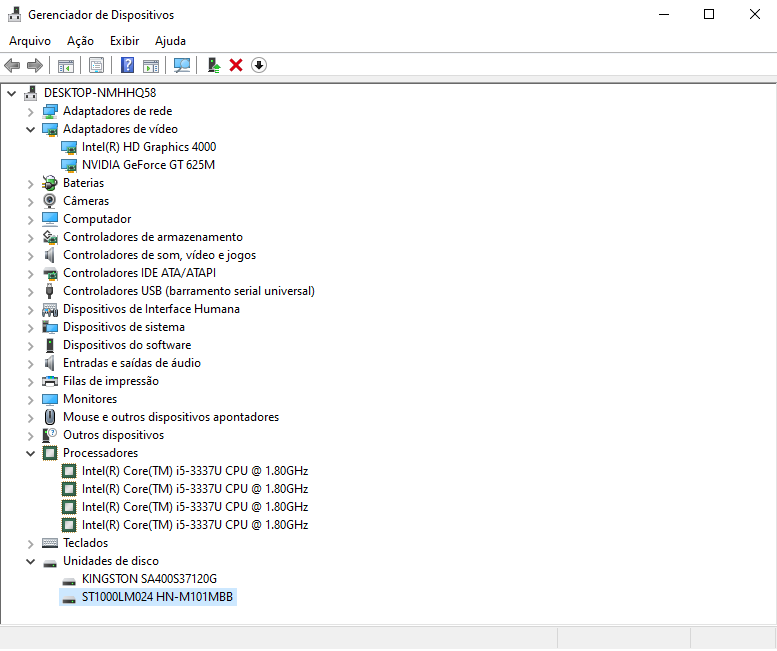 Gerenciador de Dispositivos
Arquivo Ação Exibir Ajuda
DESKTOP-NMHHQ58
Adaptadores de rede
Adaptadores de vídeo
Intel(R) HD Graphics 4000
NVIDIA GeForce GT 625M
Baterias
Câmeras
Computador
Controladores de armazenamento
Controladores de som, vídeo e jogos
Controladores IDE ATA/ATAPI
Controladores USB (barramento serial universal)
Dispositivos de Interface Humana
Dispositivos de sistema
Dispositivos do software
Entradas e saídas de áudio
Filas de impressão
Monitores
Mouse e outros dispositivos apontadores
Outros dispositivos
Processadores
Intel(R) Core(TM) i5-3337U CPU @ 1.80GHz
Intel(R) Core(TM) i5-3337U CPU @ 1.80GHz
Intel(R) Core(TM) i5-3337U CPU @ 1.80GHz
Intel(R) Core(TM) i5-3337U CPU @ 1.80GHz
Teclados
Unidades de disco
KINGSTON SA400S37120G
ST1000LM024 HN-M101MBB